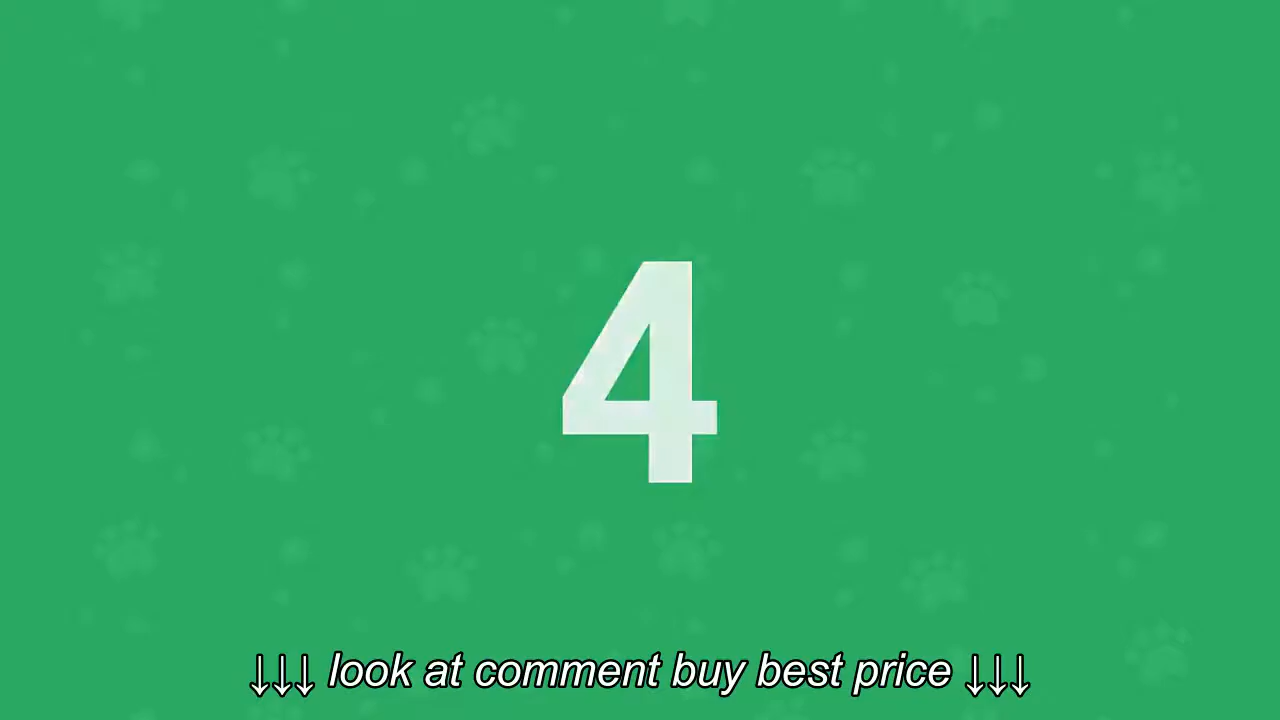 4
↓↓↓ look at comment buy best price ↓↓↓